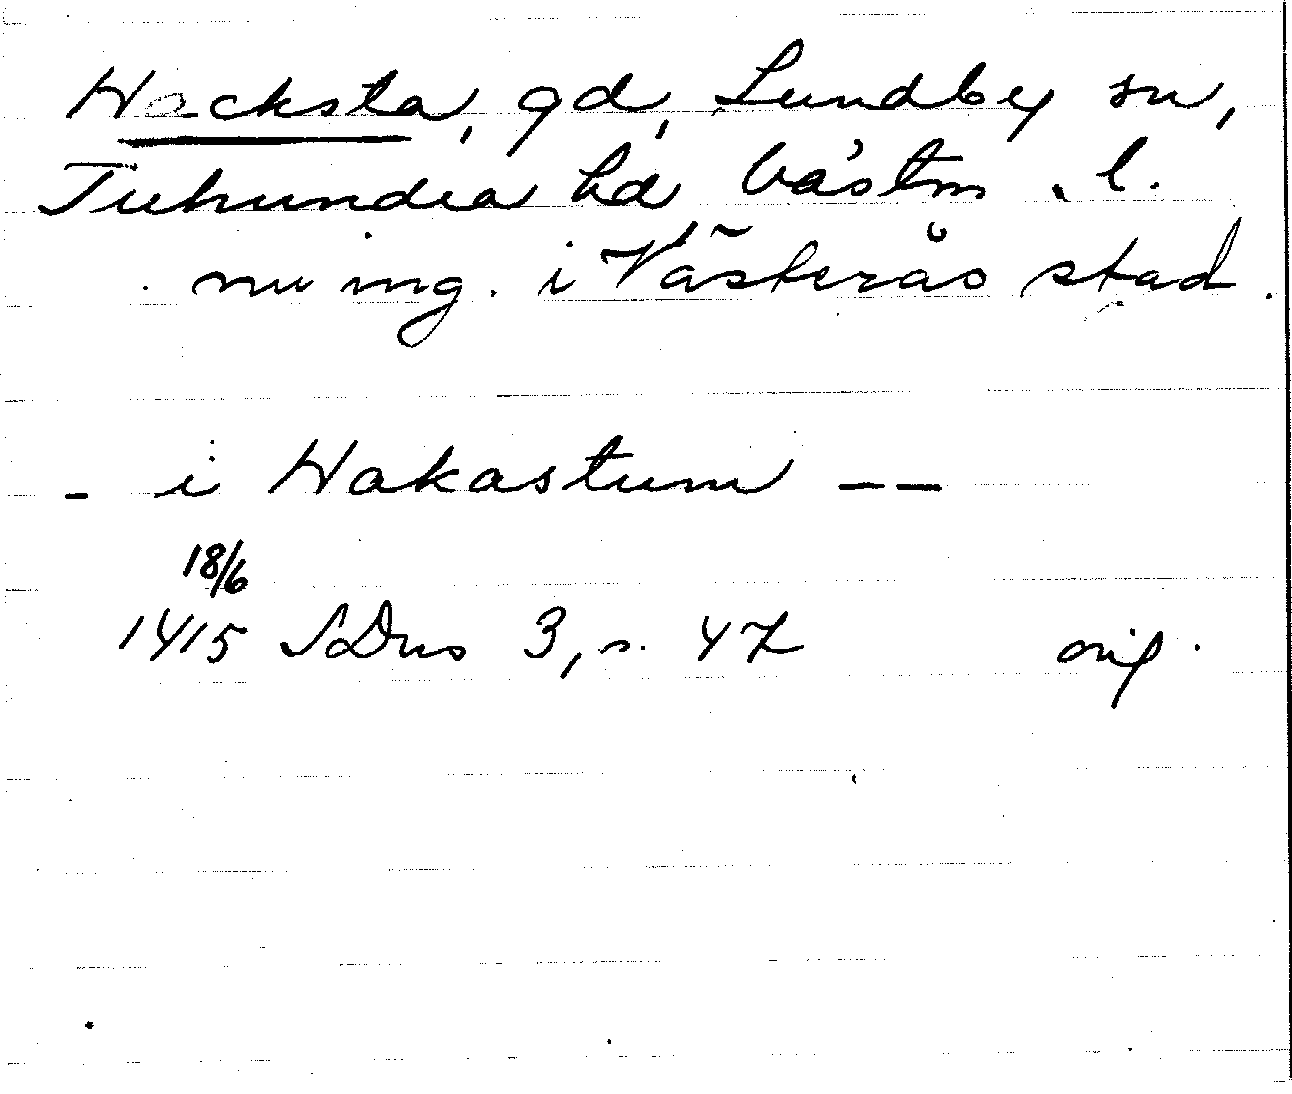 Hacksta, gd, Lundby sn,
Tuhundra hd Västm. l.
nu ing. i Västerås stad.
- i Hakastum --
18/6
1415 SDns 3, s. 47 orig.